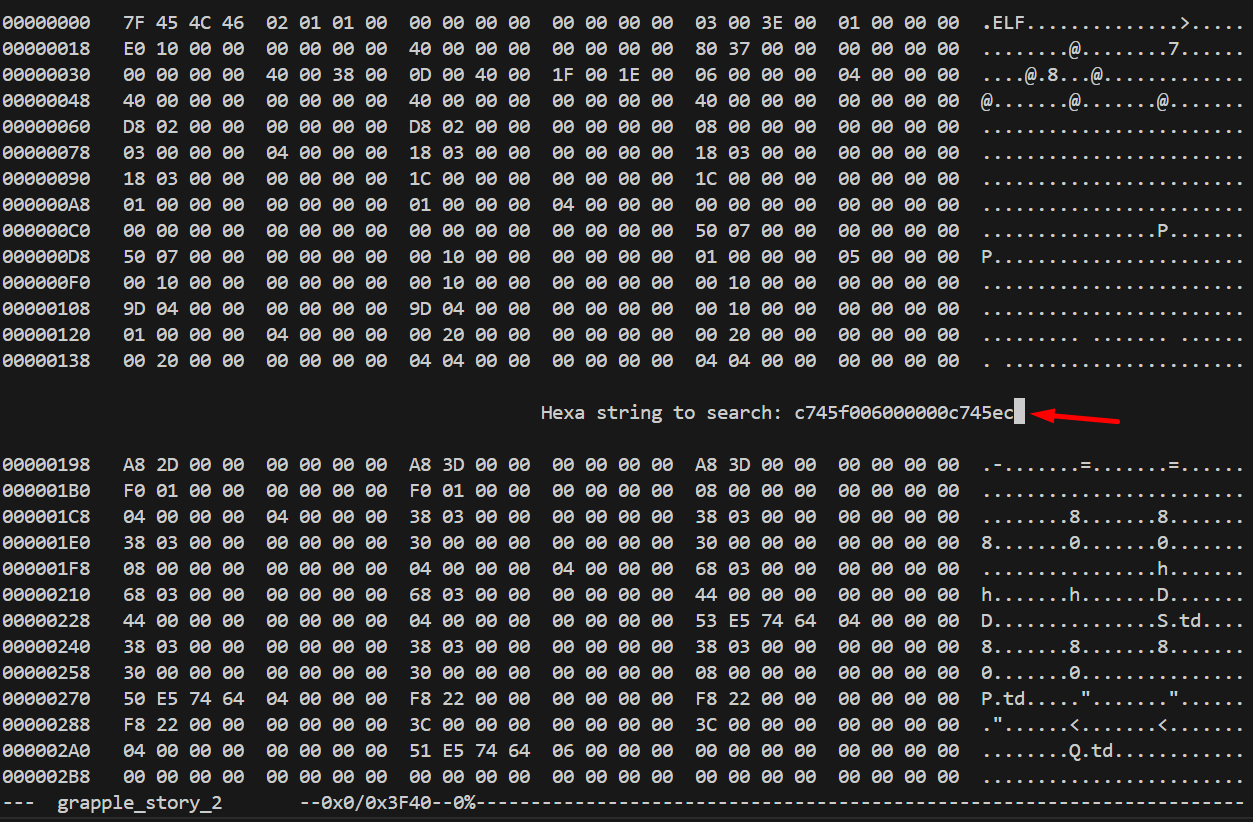 00000000 7F 45 4C 46 02 01 01 00 00 00 00 00 00 00 00 00 03 00 3E 00 01 00 00 00 .ELF..............>.....
00000018 E0 10 00 00 00 00 00 00 40 00 00 00 00 00 00 00 80 37 00 00 00 00 00 00 ........@........7......
00000030 00 00 00 00 40 00 38 00 0D 00 40 00 1F 00 1E 00 06 00 00 00 04 00 00 00 ....@.8...@.............
00000048 40 00 00 00 00 00 00 00 40 00 00 00 00 00 00 00 40 00 00 00 00 00 00 00 @.......@.......@.......
00000060 D8 02 00 00 00 00 00 00 D8 02 00 00 00 00 00 00 08 00 00 00 00 00 00 00 ........................
00000078 03 00 00 00 04 00 00 00 18 03 00 00 00 00 00 00 18 03 00 00 00 00 00 00 ........................
00000090 18 03 00 00 00 00 00 00 1C 00 00 00 00 00 00 00 1C 00 00 00 00 00 00 00 ........................
000000A8 01 00 00 00 00 00 00 00 01 00 00 00 04 00 00 00 00 00 00 00 00 00 00 00 ........................
000000C0 00 00 00 00 00 00 00 00 00 00 00 00 00 00 00 00 50 07 00 00 00 00 00 00 ................P.......
000000D8 50 07 00 00 00 00 00 00 00 10 00 00 00 00 00 00 01 00 00 00 05 00 00 00 P.......................
000000F0 00 10 00 00 00 00 00 00 00 10 00 00 00 00 00 00 00 10 00 00 00 00 00 00 ........................
00000108 9D 04 00 00 00 00 00 00 9D 04 00 00 00 00 00 00 00 10 00 00 00 00 00 00 ........................
00000120 01 00 00 00 04 00 00 00 00 20 00 00 00 00 00 00 00 20 00 00 00 00 00 00 ......... ....... ......
00000138 00 20 00 00 00 00 00 00 04 04 00 00 00 00 00 00 04 04 00 00 00 00 00 00 . ......................
Hexa string to search: c745f006000000c745ec
00000198 A8 2D 00 00 00 00 00 00 A8 3D 00 00 00 00 00 00 A8 3D 00 00 00 00 00 00 .-.......=.......=......
000001B0 F0 01 00 00 00 00 00 00 F0 01 00 00 00 00 00 00 08 00 00 00 00 00 00 00 ........................
000001C8 04 00 00 00 04 00 00 00 38 03 00 00 00 00 00 00 38 03 00 00 00 00 00 00 ........8.......8.......
000001E0 38 03 00 00 00 00 00 00 30 00 00 00 00 00 00 00 30 00 00 00 00 00 00 00 8.......0.......0.......
000001F8 08 00 00 00 00 00 00 00 04 00 00 00 04 00 00 00 68 03 00 00 00 00 00 00 ................h.......
00000210 68 03 00 00 00 00 00 00 68 03 00 00 00 00 00 00 44 00 00 00 00 00 00 00 h.......h.......D.......
00000228 44 00 00 00 00 00 00 00 04 00 00 00 00 00 00 00 53 E5 74 64 04 00 00 00 D...............S.td....
00000240 38 03 00 00 00 00 00 00 38 03 00 00 00 00 00 00 38 03 00 00 00 00 00 00 8.......8.......8.......
00000258 30 00 00 00 00 00 00 00 30 00 00 00 00 00 00 00 08 00 00 00 00 00 00 00 0.......0...............
00000270 50 E5 74 64 04 00 00 00 F8 22 00 00 00 00 00 00 F8 22 00 00 00 00 00 00 P.td....."......."......
00000288 F8 22 00 00 00 00 00 00 3C 00 00 00 00 00 00 00 3C 00 00 00 00 00 00 00 ."......<.......<.......
000002A0 04 00 00 00 00 00 00 00 51 E5 74 64 06 00 00 00 00 00 00 00 00 00 00 00 ........Q.td............
000002B8 00 00 00 00 00 00 00 00 00 00 00 00 00 00 00 00 00 00 00 00 00 00 00 00 ........................
--- grapple_story_2 --0x0/0x3F40--0%----------------------------------------------------------------------